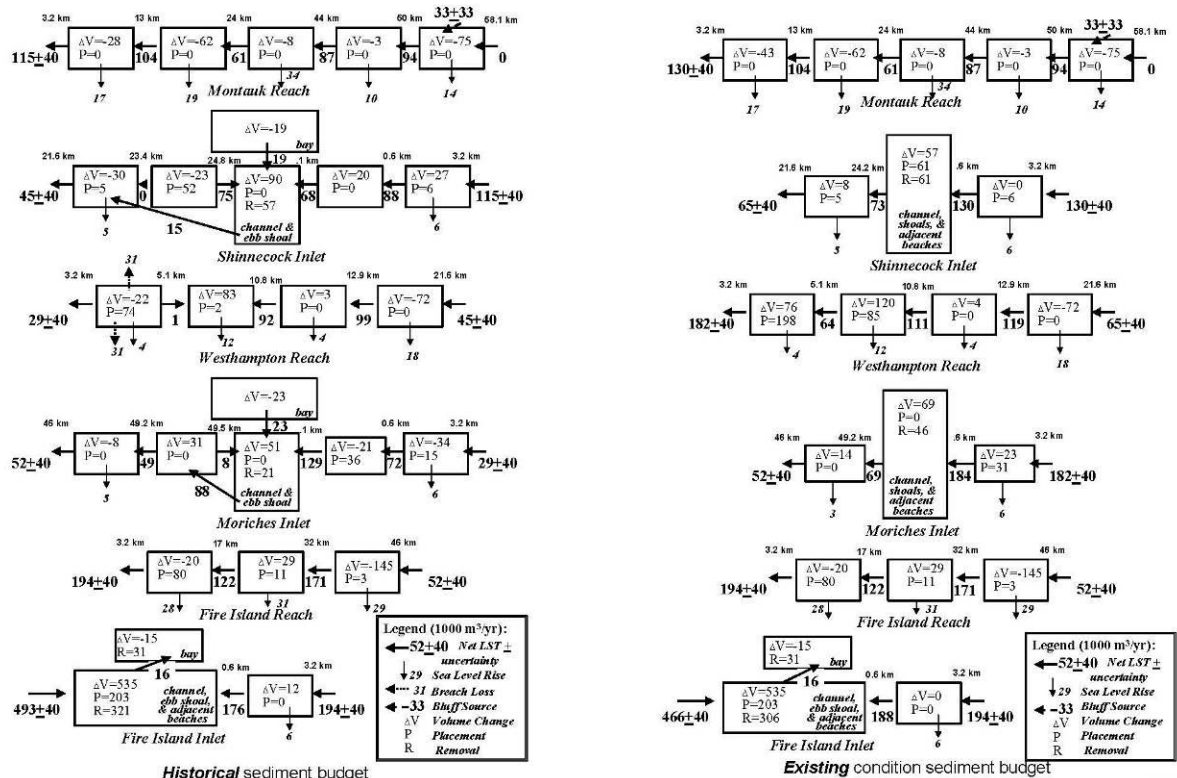 3.2 km 13 km 24 km 44 km 60 km 33±33 58.1 km
ΔV=-28 ΔV=-62 ΔV=-8 ΔV=-3 ΔV=-75
P=0 P=0 P=0 P=0 P=0
115±40 104 61 87 94 0
17 19 34 10 14
Montauk Reach
ΔV=-19
bay
19
21.6 km 23.4 km 24.8 km .1 km 0.6 km 3.2 km
ΔV=-30 ΔV=-23 ΔV=90 ΔV=20 ΔV=27
P=5 P=52 P=0 P=0 P=6
R=57
45±40 0 75 68 88 115±40
channel &
ebb shoal
5 15 6
Shinnecock Inlet
31
3.2 km 5.1 km 10.6 km 12.9 km 21.6 km
ΔV=-22 ΔV=83 ΔV=3 ΔV=-72
P=74 P=2 P=0 P=0
29±40 1 92 99 45±40
31 4 12 4 18
Westhampton Reach
ΔV=-23
bay
23
46 km 49.2 km 49.5 km .1 km 0.6 km 3.2 km
ΔV=-8 ΔV=31 ΔV=51 ΔV=-21 ΔV=-34
P=0 P=0 P=0 P=36 P=15
R=21
52±40 49 8 129 72 29±40
channel &
ebb shoal
5 88 6
Moriches Inlet
3.2 km 17 km 32 km 46 km
ΔV=-20 ΔV=29 ΔV=-145
P=80 P=11 P=3
194±40 122 171 52±40
28 31 29
Fire Island Reach
ΔV=-15
R=31
bay
16
0.6 km 3.2 km
ΔV=535 ΔV=12
P=203 P=0
R=321
channel,
ebb shoal,
& adjacent
beaches
493±40 176 194±40
6
Fire Island Inlet
Legend (1000 m³/yr):
52±40 Net LST ±
uncertainty
29 Sea Level Rise
31 Breach Loss
33 Bluff Source
ΔV Volume Change
P Placement
R Removal
Historical sediment budget
3.2 km 13 km 24 km 44 km 50 km 33±33 58.1 km
ΔV=-43 ΔV=-62 ΔV=-8 ΔV=-3 ΔV=-75
P=0 P=0 P=0 P=0 P=0
130±40 104 61 87 94 0
17 19 34 10 14
Montauk Reach
21.6 km 24.2 km .6 km 3.2 km
ΔV=8 ΔV=57 ΔV=0
P=5 P=61 P=6
R=61
65±40 73 130 130±40
channel,
shoals, &
adjacent
beaches
5 6
Shinnecock Inlet
3.2 km 5.1 km 10.6 km 12.9 km 21.6 km
ΔV=76 ΔV=120 ΔV=4 ΔV=-72
P=198 P=85 P=0 P=0
182±40 64 111 119 65±40
4 12 4 18
Westhampton Reach
46 km 49.2 km .6 km 3.2 km
ΔV=14 ΔV=69 ΔV=23
P=0 P=0 P=31
R=46
52±40 69 184 182±40
channel,
shoals, &
adjacent
beaches
3 6
Moriches Inlet
3.2 km 17 km 32 km 46 km
ΔV=-20 ΔV=29 ΔV=-145
P=80 P=11 P=3
194±40 122 171 52±40
28 31 29
Fire Island Reach
ΔV=-15
R=31
bay
16
0.6 km 3.2 km
ΔV=535 ΔV=0
P=203 P=0
R=306
channel,
ebb shoal,
& adjacent
beaches
466±40 188 194±40
6
Fire Island Inlet
Legend (1000 m³/yr):
52±40 Net LST ±
uncertainty
29 Sea Level Rise
31 Breach Loss
33 Bluff Source
ΔV Volume Change
P Placement
R Removal
Existing condition sediment budget